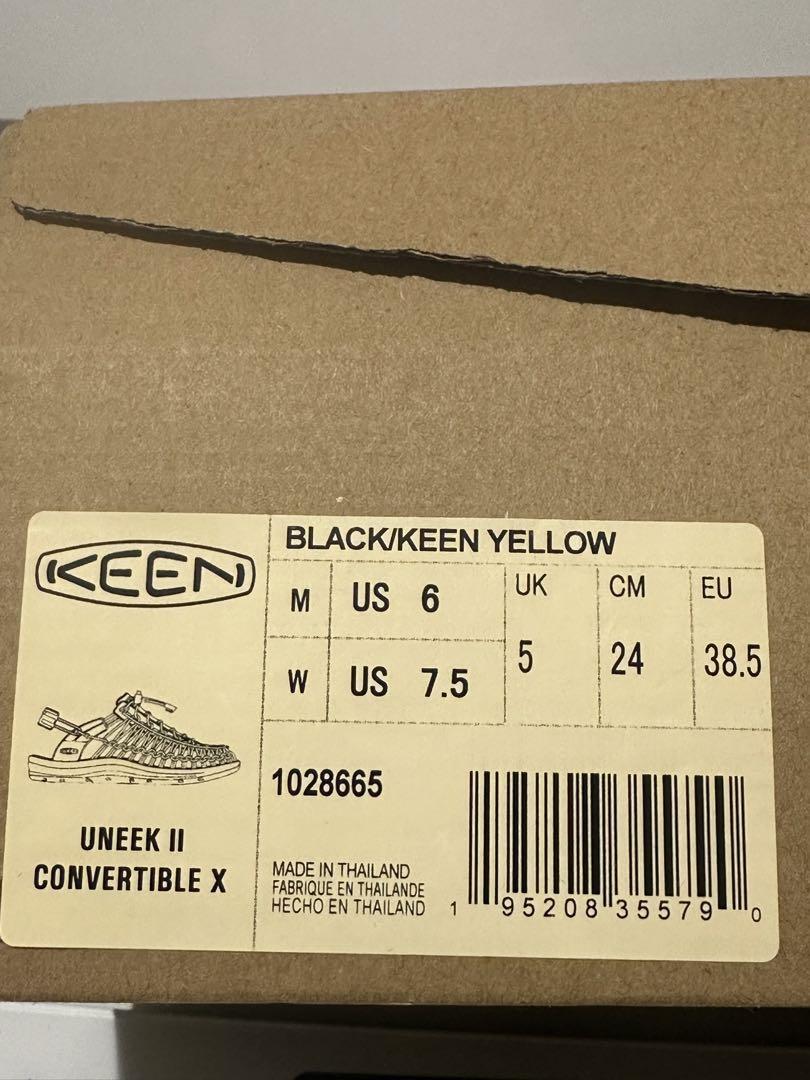 KEEN
BLACK/KEEN YELLOW
M US 6
W US 7.5
UK 5
CM 24
EU 38.5
1028665
UNEEK II
CONVERTIBLE X
MADE IN THAILAND
FABRIQUE EN THAILANDE
HECHO EN THAILAND
1 95208 35579 0